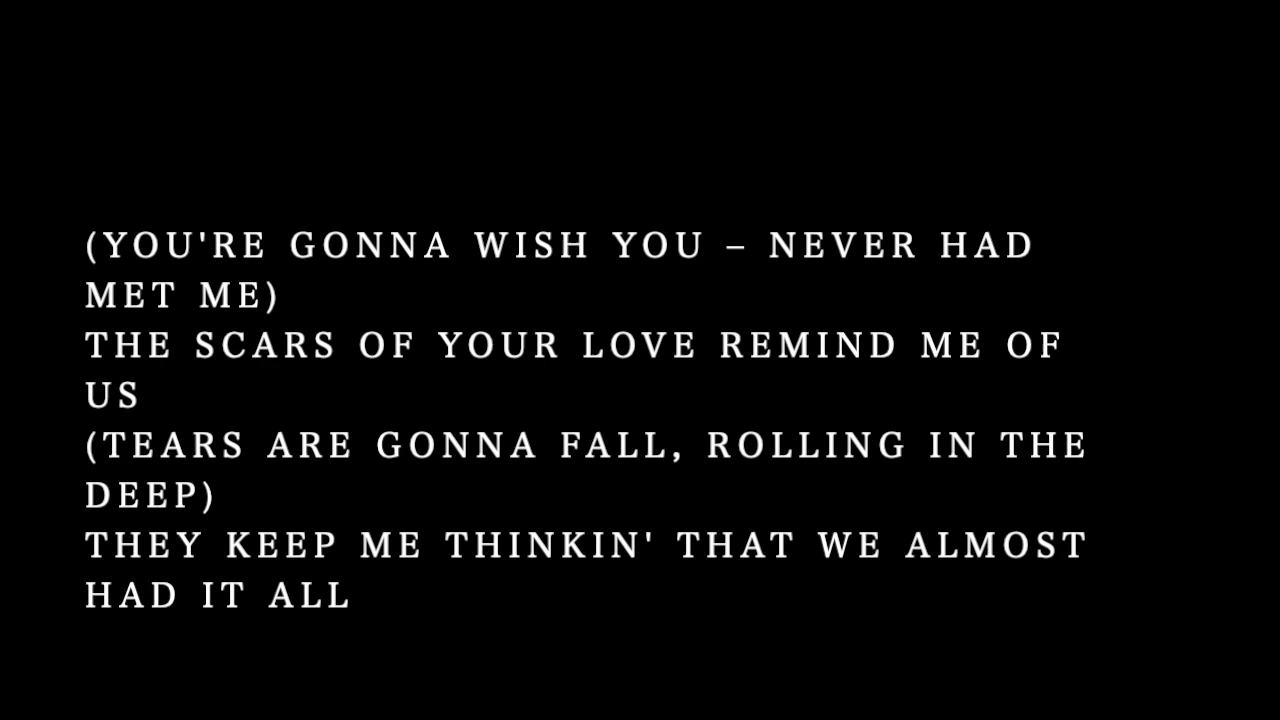 (YOU'RE GONNA WISH YOU – NEVER HAD
MET ME)
THE SCARS OF YOUR LOVE REMIND ME OF
US
(TEARS ARE GONNA FALL, ROLLING IN THE
DEEP)
THEY KEEP ME THINKIN' THAT WE ALMOST
HAD IT ALL